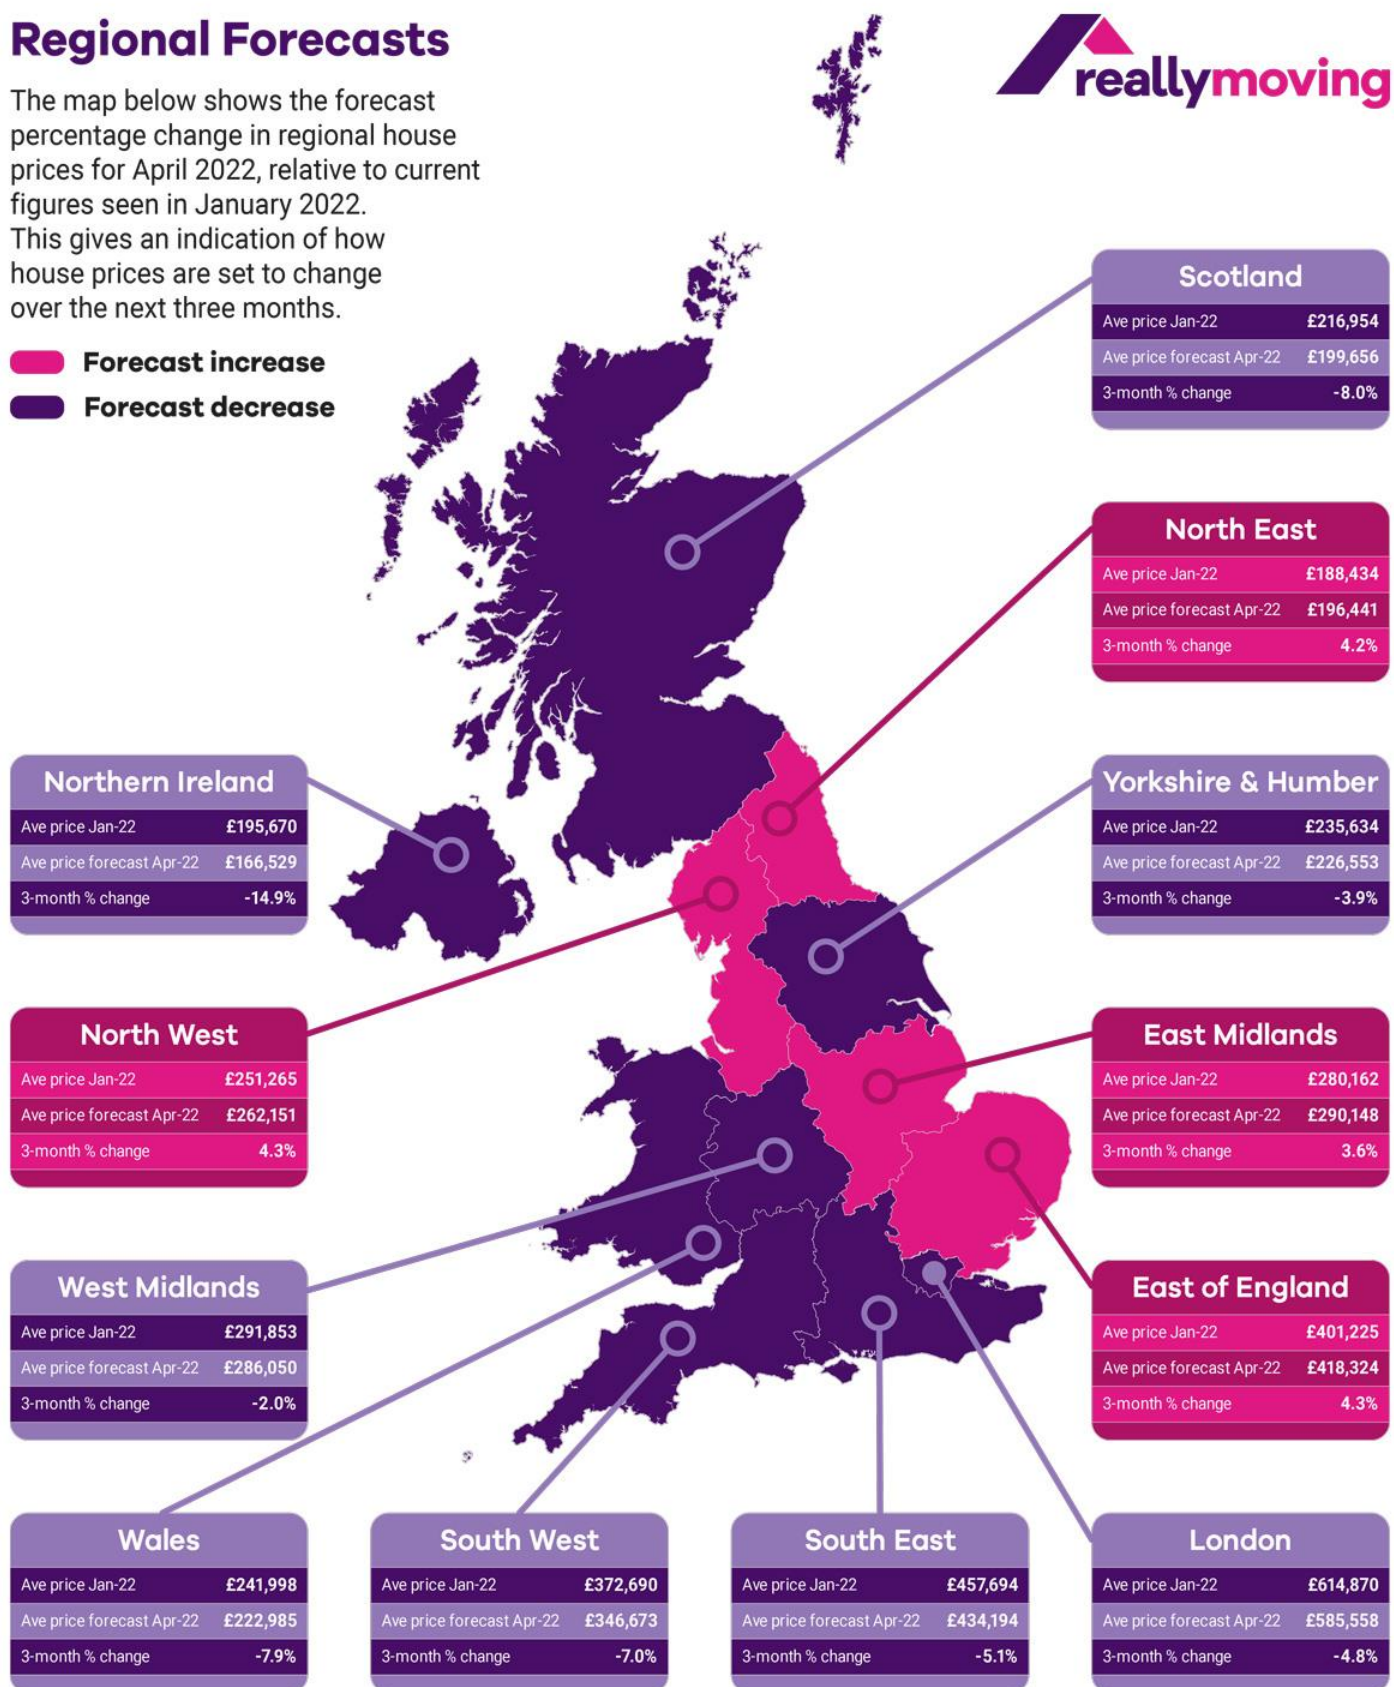 Regional Forecasts
reallymoving
The map below shows the forecast
percentage change in regional house
prices for April 2022, relative to current
figures seen in January 2022.
This gives an indication of how
house prices are set to change
over the next three months.
Forecast increase
Forecast decrease
Scotland
Ave price Jan-22 £216,954
Ave price forecast Apr-22 £199,656
3-month % change -8.0%
North East
Ave price Jan-22 £188,434
Ave price forecast Apr-22 £196,441
3-month % change 4.2%
Northern Ireland
Ave price Jan-22 £195,670
Ave price forecast Apr-22 £166,529
3-month % change -14.9%
Yorkshire & Humber
Ave price Jan-22 £235,634
Ave price forecast Apr-22 £226,553
3-month % change -3.9%
North West
Ave price Jan-22 £251,265
Ave price forecast Apr-22 £262,151
3-month % change 4.3%
East Midlands
Ave price Jan-22 £280,162
Ave price forecast Apr-22 £290,148
3-month % change 3.6%
West Midlands
Ave price Jan-22 £291,853
Ave price forecast Apr-22 £286,050
3-month % change -2.0%
East of England
Ave price Jan-22 £401,225
Ave price forecast Apr-22 £418,324
3-month % change 4.3%
Wales
Ave price Jan-22 £241,998
Ave price forecast Apr-22 £222,985
3-month % change -7.9%
South West
Ave price Jan-22 £372,690
Ave price forecast Apr-22 £346,673
3-month % change -7.0%
South East
Ave price Jan-22 £457,694
Ave price forecast Apr-22 £434,194
3-month % change -5.1%
London
Ave price Jan-22 £614,870
Ave price forecast Apr-22 £585,558
3-month % change -4.8%